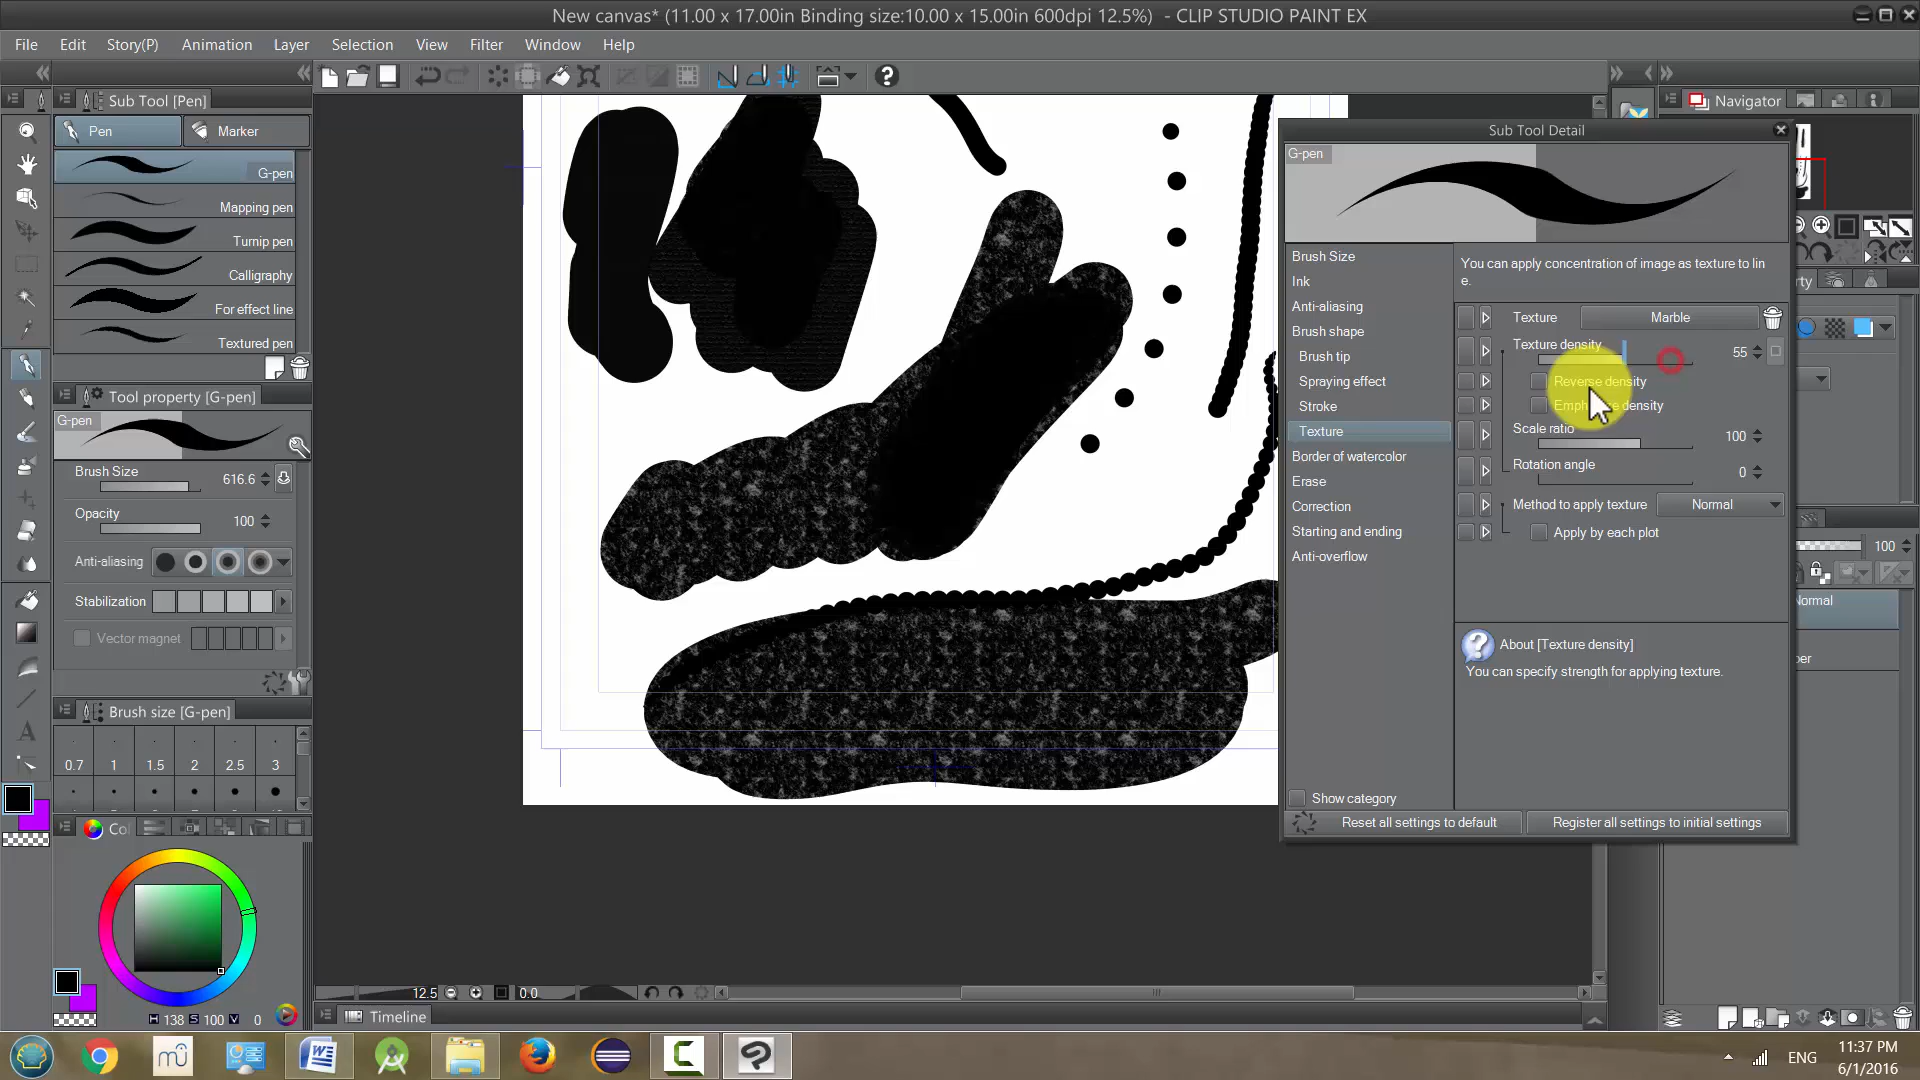 New canvas* (11.00 x 17.00in Binding size:10.00 x 15.00in 600dpi 12.5%) - CLIP STUDIO PAINT EX
File Edit Story(P) Animation Layer Selection View Filter Window Help
Sub Tool [Pen]
Pen Marker
G-pen
Mapping pen
Turnip pen
Calligraphy
For effect line
Textured pen
Tool property [G-pen]
G-pen
Brush Size 616.6
Opacity 100
Anti-aliasing
Stabilization
Vector magnet
Brush size [G-pen]
0.7 1 1.5 2 2.5 3
Col
H 138 S 100 V 0
12.5 0.0
Timeline
Sub Tool Detail
G-pen
Brush Size
Ink
Anti-aliasing
Brush shape
Brush tip
Spraying effect
Stroke
Texture
Border of watercolor
Erase
Correction
Starting and ending
Anti-overflow
Show category
You can apply concentration of image as texture to lin
e.
Texture Marble
Texture density 55
Reverse density
density
Scale ratio 100
Rotation angle 0
Method to apply texture Normal
Apply by each plot
About [Texture density]
You can specify strength for applying texture.
Reset all settings to default Register all settings to initial settings
Navigator
rty
100
Normal
per
ENG
11:37 PM
6/1/2016